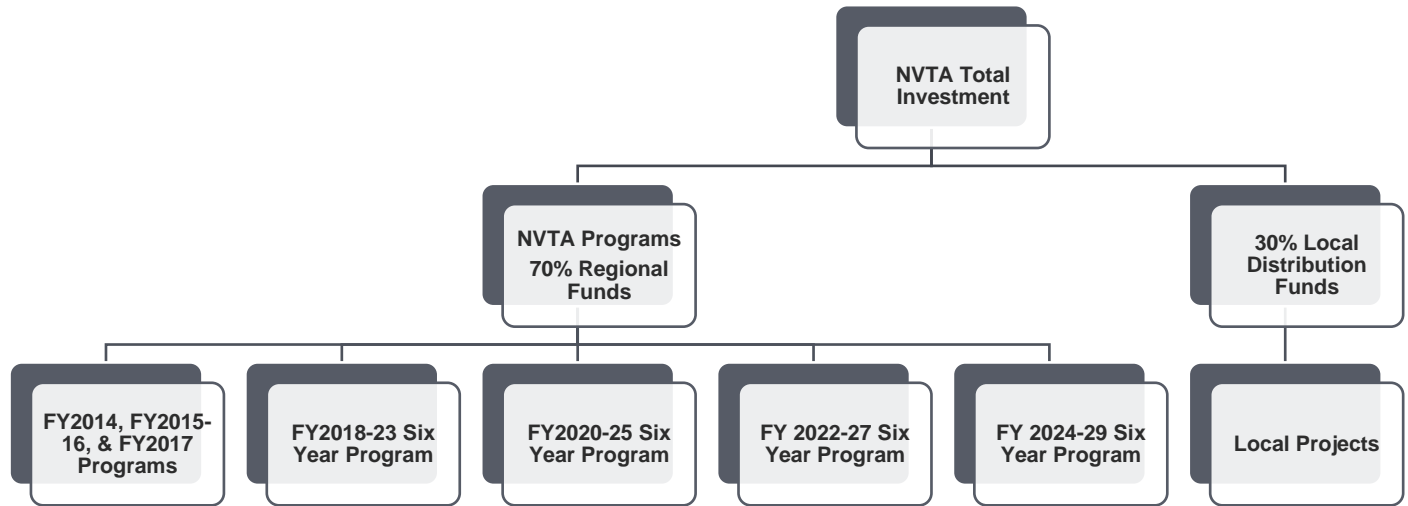 NVTA Total
Investment
NVTA Programs
70% Regional
Funds
30% Local
Distribution
Funds
FY2014, FY2015-
16, & FY2017
Programs
FY2018-23 Six
Year Program
FY2020-25 Six
Year Program
FY 2022-27 Six
Year Program
FY 2024-29 Six
Year Program
Local Projects